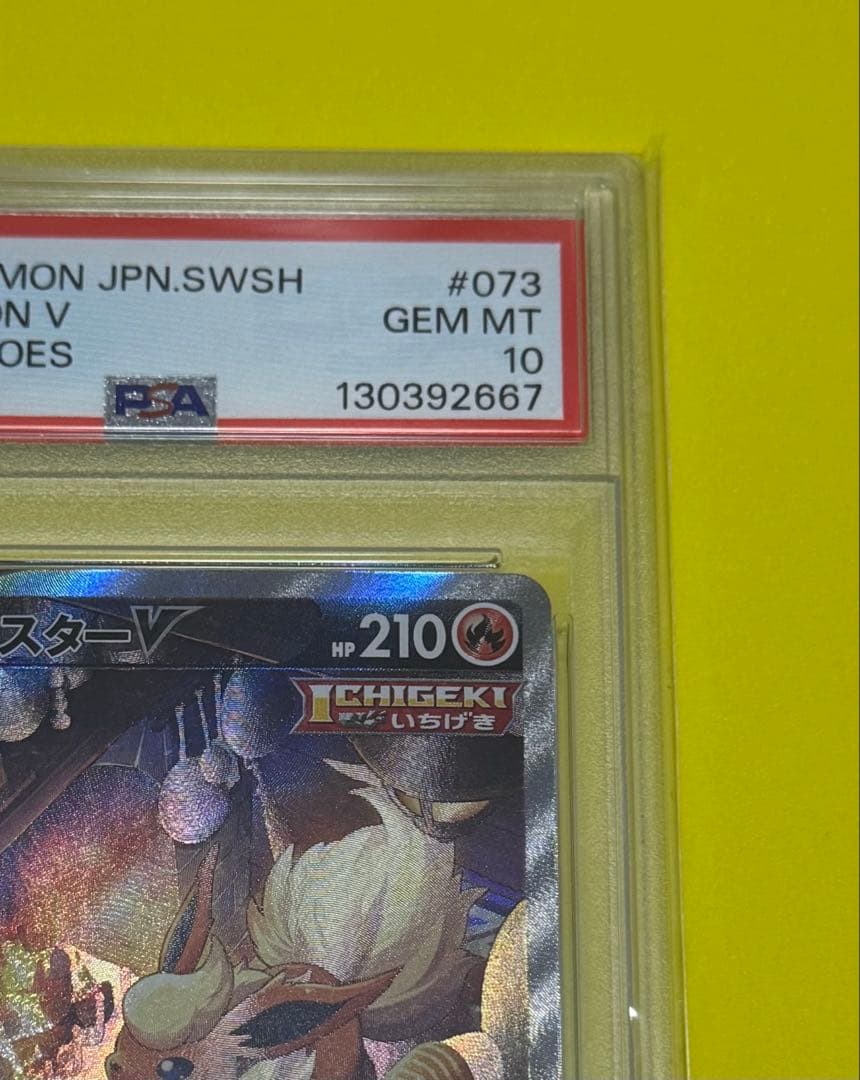 MON JPN.SWSH #073
ON V GEM MT
OES 10
PSA 130392667
スターV HP 210
ICHIGEKI
いちげき